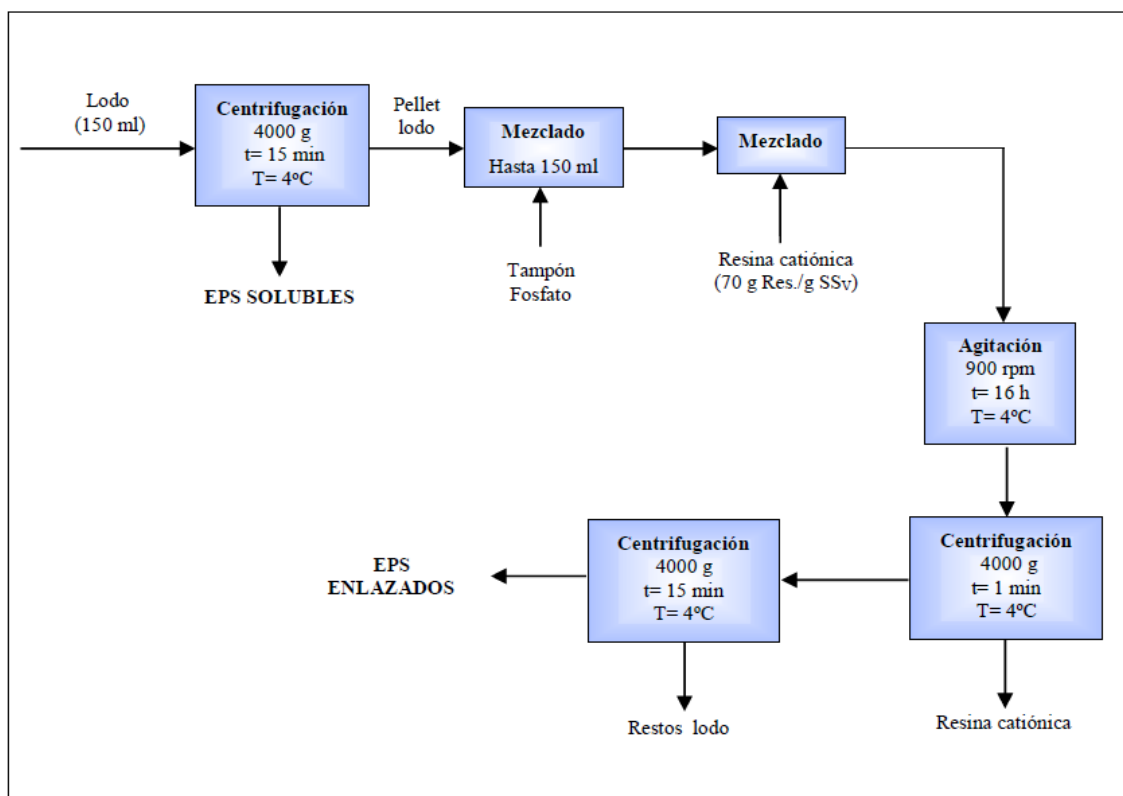 Lodo
(150 ml)
Centrifugación
4000 g
t= 15 min
T= 4ºC
EPS SOLUBLES
Pellet
lodo
Mezclado
Hasta 150 ml
Tampón
Fosfato
Mezclado
Resina catiónica
(70 g Res./g SSV)
Agitación
900 rpm
t= 16 h
T= 4ºC
Centrifugación
4000 g
t= 1 min
T= 4ºC
Resina catiónica
Centrifugación
4000 g
t= 15 min
T= 4ºC
Restos lodo
EPS
ENLAZADOS